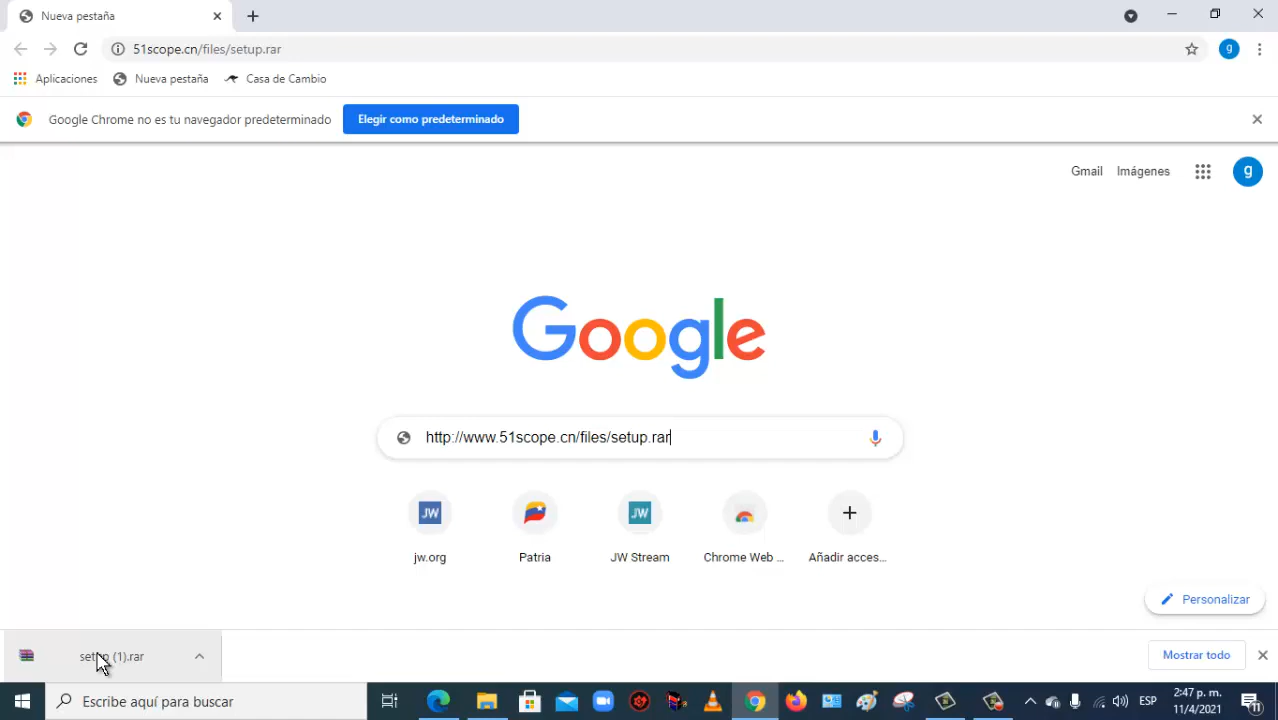 Nueva pestaña
51scope.cn/files/setup.rar
Aplicaciones Nueva pestaña Casa de Cambio
Google Chrome no es tu navegador predeterminado Elegir como predeterminado
Gmail Imágenes g
Google
http://www.51scope.cn/files/setup.rar
jw.org Patria JW Stream Chrome Web ... Añadir acces...
Personalizar
setup (1).rar Mostrar todo
Escribe aquí para buscar ESP 2:47 p. m.
11/4/2021